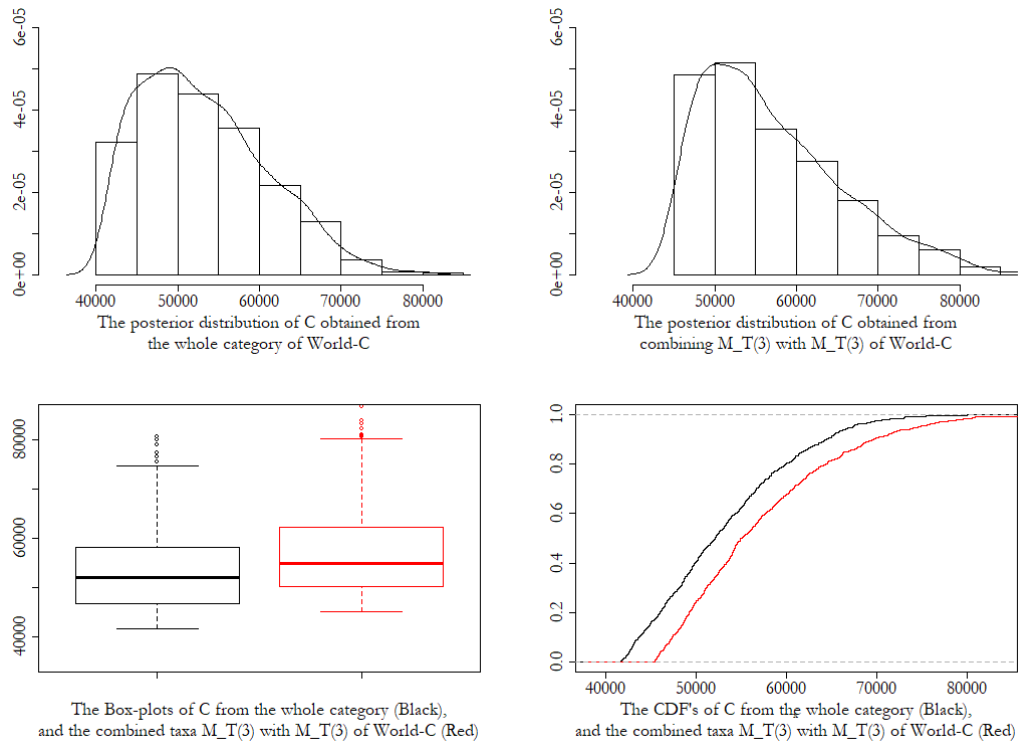 6e-05
4e-05
2e-05
0e+00
40000 50000 60000 70000 80000
The posterior distribution of C obtained from
the whole category of World-C
6e-05
4e-05
2e-05
0e+00
40000 50000 60000 70000 80000
The posterior distribution of C obtained from
combining M_T(3) with M_T(3) of World-C
80000
60000
40000
The Box-plots of C from the whole category (Black),
and the combined taxa M_T(3) with M_T(3) of World-C (Red)
1.0
0.8
0.6
0.4
0.2
0.0
40000 50000 60000 70000 80000
The CDF's of C from the whole category (Black),
and the combined taxa M_T(3) with M_T(3) of World-C (Red)